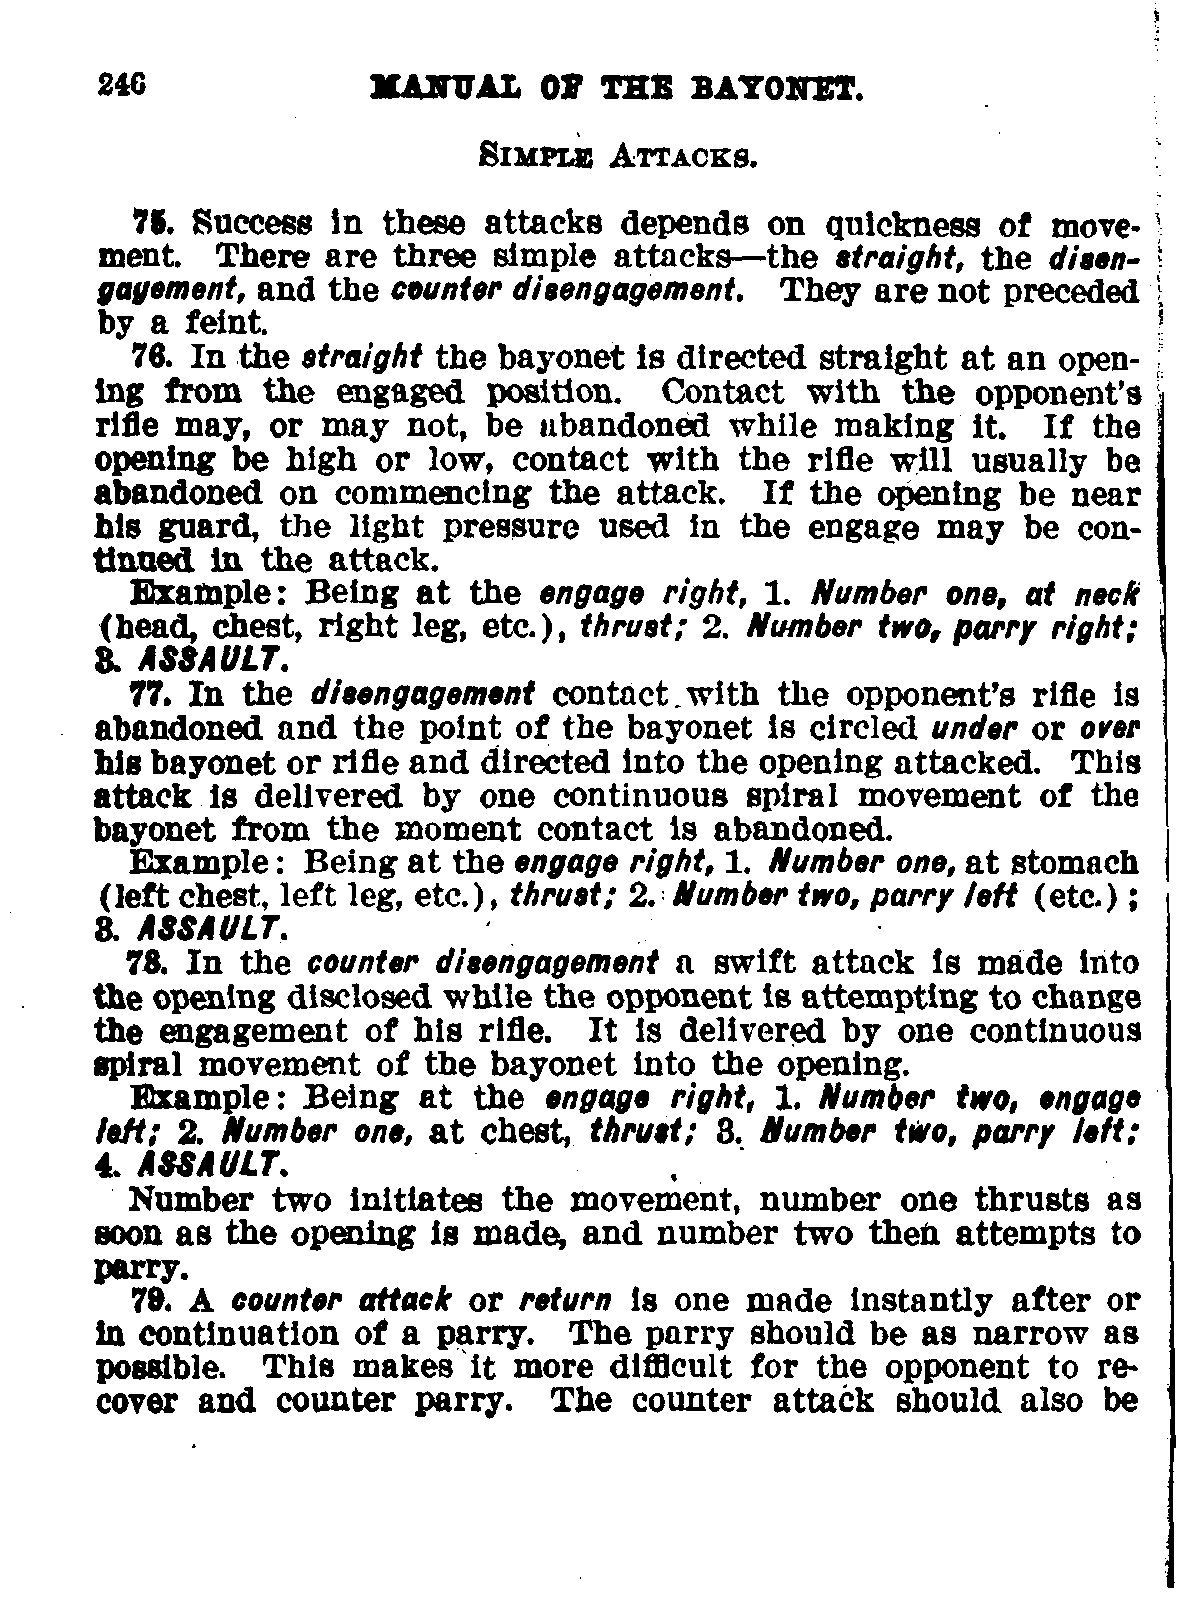 246 MANUAL OF THE BAYONET.
SIMPLE ATTACKS.
75. Success in these attacks depends on quickness of move-
ment. There are three simple attacks—the straight, the disen-
gagement, and the counter disengagement. They are not preceded
by a feint.
76. In the straight the bayonet is directed straight at an open-
ing from the engaged position. Contact with the opponent's
rifle may, or may not, be abandoned while making it. If the
opening be high or low, contact with the rifle will usually be
abandoned on commencing the attack. If the opening be near
his guard, the light pressure used in the engage may be con-
tinued in the attack.
Example: Being at the engage right, 1. Number one, at neck
(head, chest, right leg, etc.), thrust; 2. Number two, parry right;
3. ASSAULT.
77. In the disengagement contact with the opponent's rifle is
abandoned and the point of the bayonet is circled under or over
his bayonet or rifle and directed into the opening attacked. This
attack is delivered by one continuous spiral movement of the
bayonet from the moment contact is abandoned.
Example: Being at the engage right, 1. Number one, at stomach
(left chest, left leg, etc.), thrust; 2. Number two, parry left (etc.);
3. ASSAULT.
78. In the counter disengagement a swift attack is made into
the opening disclosed while the opponent is attempting to change
the engagement of his rifle. It is delivered by one continuous
spiral movement of the bayonet into the opening.
Example: Being at the engage right, 1. Number two, engage
left; 2. Number one, at chest, thrust; 3. Number two, parry left;
4. ASSAULT.
Number two initiates the movement, number one thrusts as
soon as the opening is made, and number two then attempts to
parry.
79. A counter attack or return is one made instantly after or
in continuation of a parry. The parry should be as narrow as
possible. This makes it more difficult for the opponent to re-
cover and counter parry. The counter attack should also be